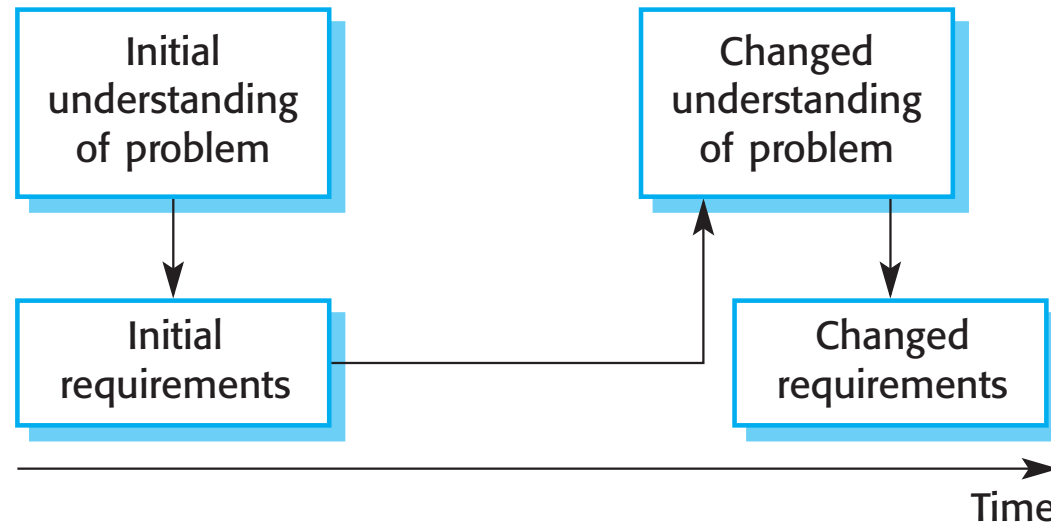 Initial
understanding
of problem
Changed
understanding
of problem
Initial
requirements
Changed
requirements
Time